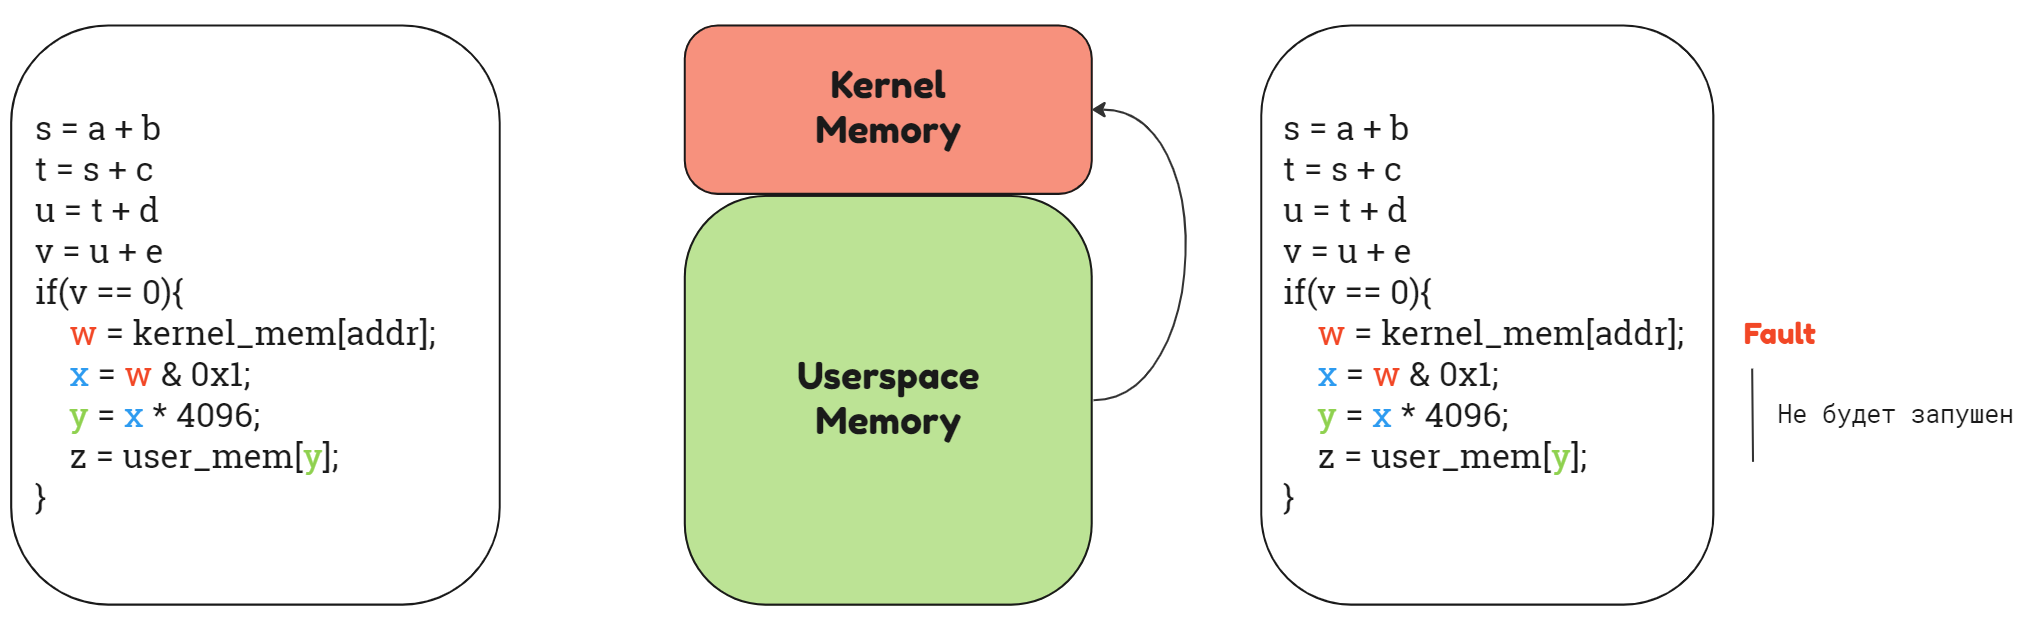 s = a + b
t = s + c
u = t + d
v = u + e
if(v == 0){
w = kernel_mem[addr];
x = w & 0x1;
y = x * 4096;
z = user_mem[y];
}
Kernel
Memory
Userspace
Memory
s = a + b
t = s + c
u = t + d
v = u + e
if(v == 0){
w = kernel_mem[addr];
x = w & 0x1;
y = x * 4096;
z = user_mem[y];
}
Fault
Не будет запушен